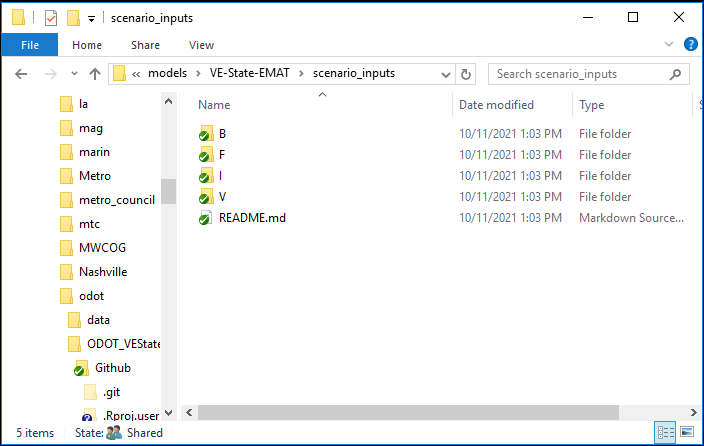 scenario_inputs
File Home Share View
models VE-State-EMAT scenario_inputs Search scenario_inputs
Name Date modified Type S
la
mag
marin
Metro
metro_council
mtc
MWCOG
Nashville
odot
data
ODOT_VEState
Github
.git
.Rproj.user
B 10/11/2021 1:03 PM File folder
F 10/11/2021 1:03 PM File folder
I 10/11/2021 1:03 PM File folder
V 10/11/2021 1:03 PM File folder
README.md 10/11/2021 1:03 PM Markdown Source...
5 items State: Shared